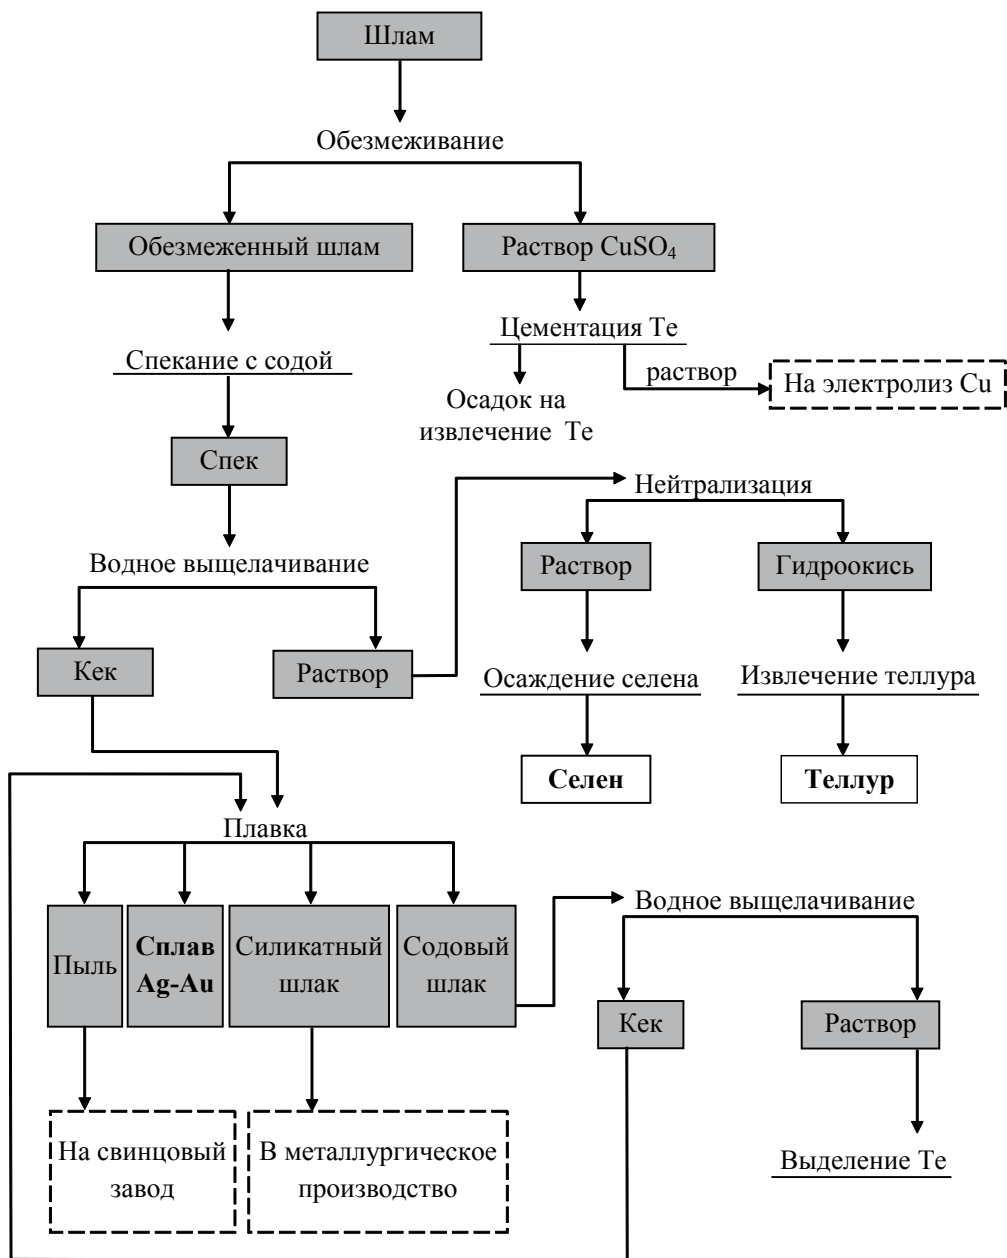 Шлам
Обезмеживание
Обезмеженный шлам
Раствор CuSO₄
Цементация Te
Спекание с содой
раствор
На электролиз Cu
Осадок на
извлечение Te
Спек
Нейтрализация
Водное выщелачивание
Раствор
Гидроокись
Кек
Раствор
Осаждение селена
Извлечение теллура
Селен
Теллур
Плавка
Водное выщелачивание
Пыль
Сплав
Ag-Au
Силикатный
шлак
Содовый
шлак
Кек
Раствор
На свинцовый
завод
В металлургическое
производство
Выделение Te